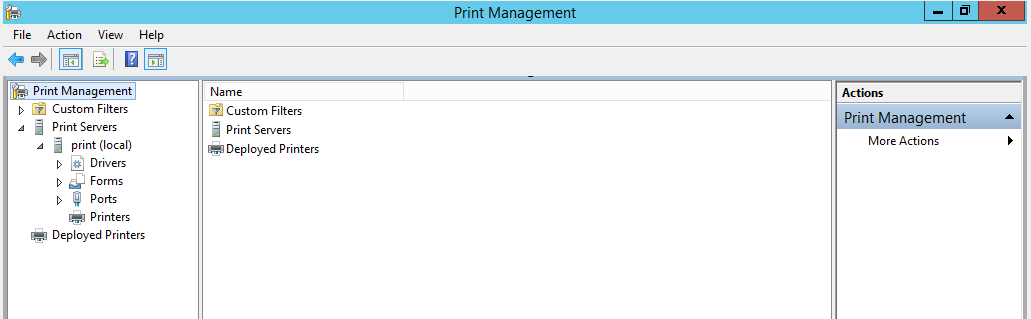 Print Management
File Action View Help
Print Management
Custom Filters
Print Servers
print (local)
Drivers
Forms
Ports
Printers
Deployed Printers
Name
Custom Filters
Print Servers
Deployed Printers
Actions
Print Management
More Actions